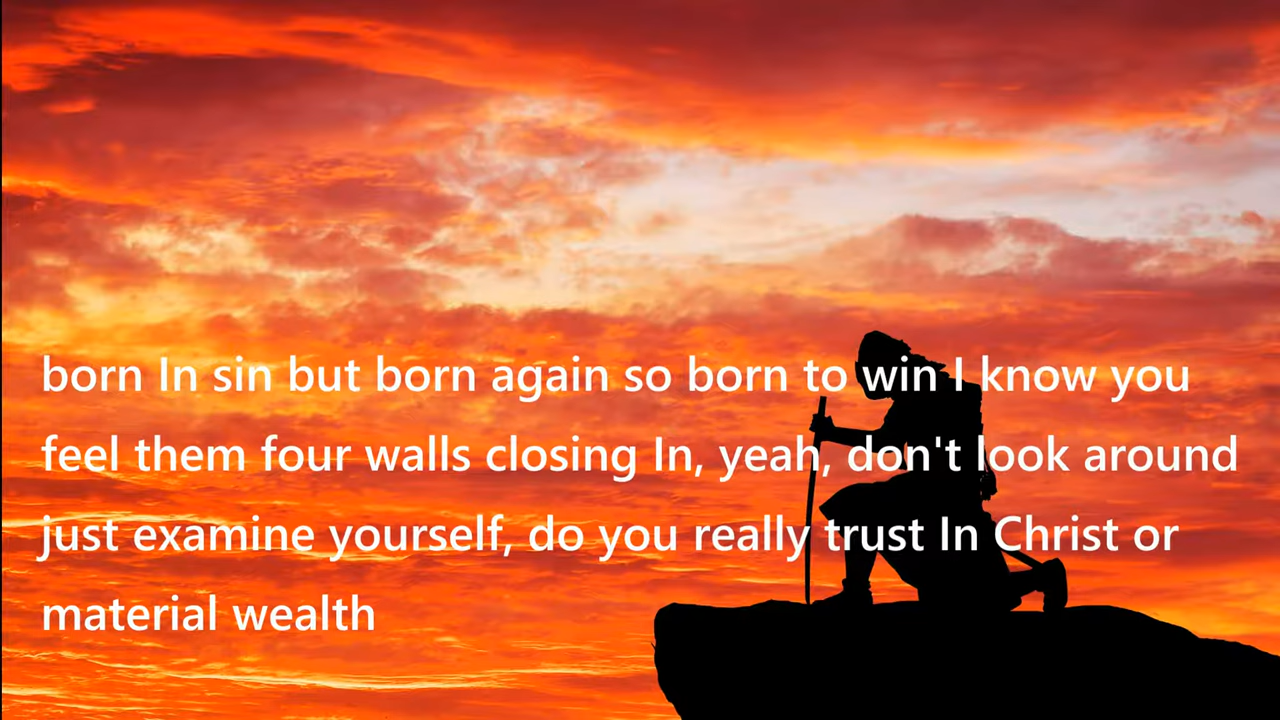 born In sin but born again so born to win I know you
feel them four walls closing In, yeah, don't look around
just examine yourself, do you really trust In Christ or
material wealth